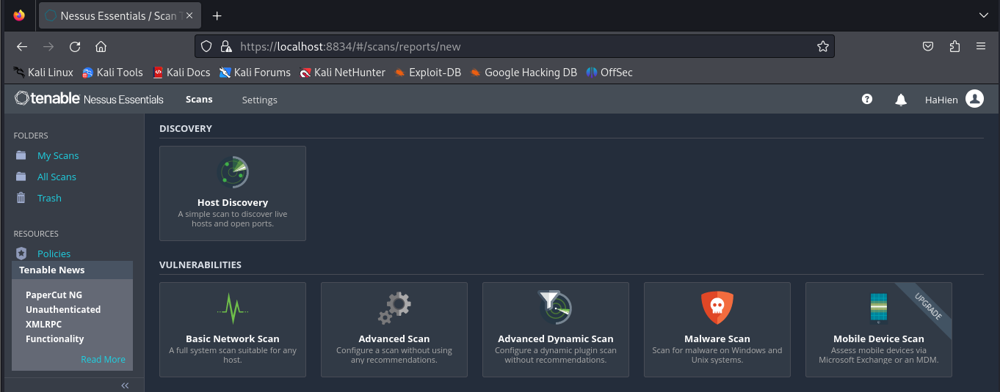 Nessus Essentials / Scan T
https://localhost:8834/#/scans/reports/new
Kali Linux Kali Tools Kali Docs Kali Forums Kali NetHunter Exploit-DB Google Hacking DB OffSec
tenable Nessus Essentials Scans Settings HaHien
FOLDERS
My Scans
All Scans
Trash
RESOURCES
Policies
Tenable News
PaperCut NG
Unauthenticated
XMLRPC
Functionality
Read More
DISCOVERY
Host Discovery
A simple scan to discover live
hosts and open ports.
VULNERABILITIES
Basic Network Scan
A full system scan suitable for any
host.
Advanced Scan
Configure a scan without using
any recommendations.
Advanced Dynamic Scan
Configure a dynamic plugin scan
without recommendations.
Malware Scan
Scan for malware on Windows and
Unix systems.
UPGRADE
Mobile Device Scan
Assess mobile devices via
Microsoft Exchange or an MDM.